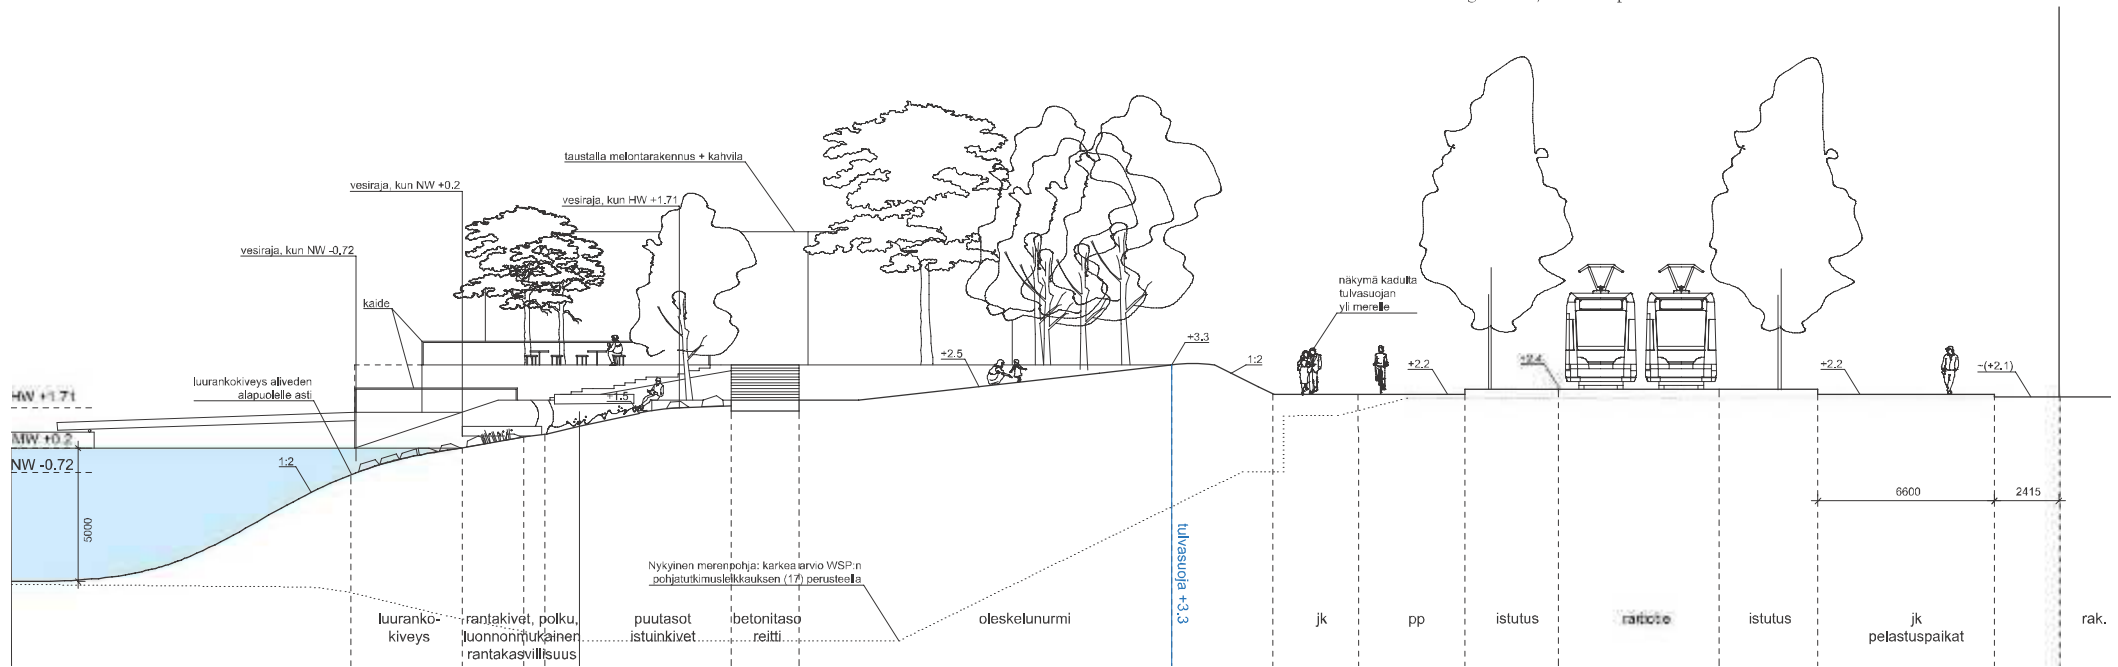 taustalla melontarakennus + kahvila
vesiraja, kun NW +0.2
vesiraja, kun HW +1.71
vesiraja, kun NW -0.72
kaide
luurankokiveys aliveden
alapuolelle asti
näkymä kadulta
tulvasuojan
yli merelle
HW +1.71
MW +0.2
NW -0.72
1:2
5000
+1.5
+2.5
+3.3
1:2
+2.2
+2.4
+2.2
~(+2.1)
6600
2415
tulvasuoja +3.3
Nykyinen merenpohja: karkea arvio WSP:n
pohjatutkimusleikkauksen (17) perusteella
luuranko-
kiveys
rantakivet, polku,
luonnonmukainen
rantakasvillisuus
puutasot
istuinkivet
betonitaso
reitti
oleskelunurmi
jk
pp
istutus
raitiotie
istutus
jk
pelastuspaikat
rak.